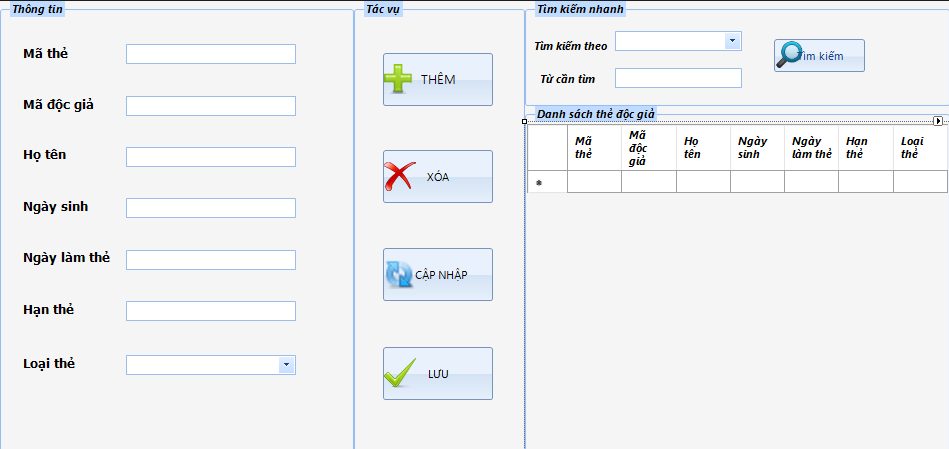 Thông tin
Mã thẻ
Mã độc giả
Họ tên
Ngày sinh
Ngày làm thẻ
Hạn thẻ
Loại thẻ
Tác vụ
THÊM
XÓA
CẬP NHẬP
LƯU
Tìm kiếm nhanh
Tìm kiếm theo
Từ cần tìm
Tìm kiếm
Danh sách thẻ độc giả
Mã
thẻ
Mã
độc
giả
Họ
tên
Ngày
sinh
Ngày
làm thẻ
Hạn
thẻ
Loại
thẻ